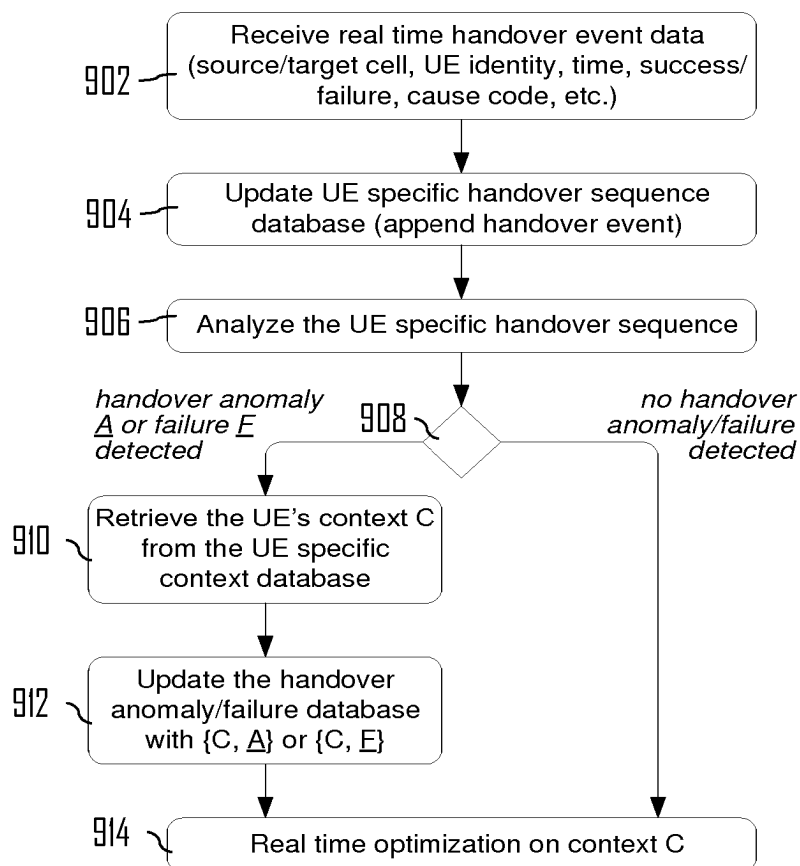 Receive real time handover event data
(source/target cell, UE identity, time, success/
failure, cause code, etc.)
902
Update UE specific handover sequence
database (append handover event)
904
Analyze the UE specific handover sequence
906
handover anomaly
A or failure F
detected
908
no handover
anomaly/failure
detected
Retrieve the UE's context C
from the UE specific
context database
910
Update the handover
anomaly/failure database
with {C, A} or {C, F}
912
Real time optimization on context C
914